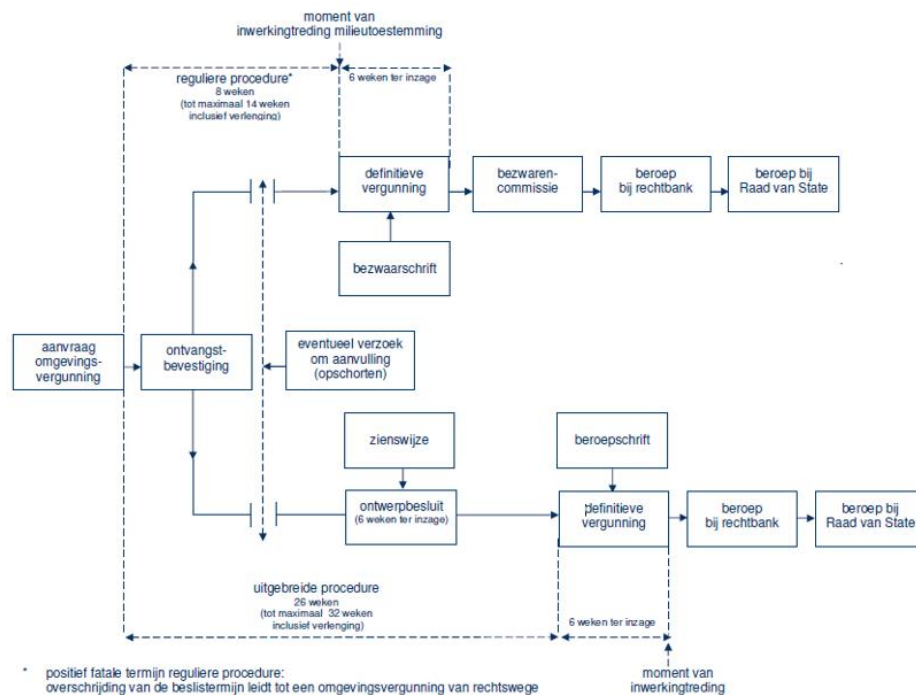 moment van
inwerkingtreding milieutoestemming
reguliere procedure*
8 weken
(tot maximaal 14 weken
inclusief verlenging)
6 weken ter inzage
definitieve
vergunning
bezwaren-
commissie
beroep
bij rechtbank
beroep bij
Raad van State
bezwaarschrift
aanvraag
omgevings-
vergunning
ontvangst-
bevestiging
eventueel verzoek
om aanvulling
(opschorten)
zienswijze
beroepschrift
ontwerpbesluit
(6 weken ter inzage)
definitieve
vergunning
beroep
bij rechtbank
beroep bij
Raad van State
uitgebreide procedure
26 weken
(tot maximaal 32 weken
inclusief verlenging)
6 weken ter inzage
moment van
inwerkingtreding
* positief fatale termijn reguliere procedure:
overschrijding van de beslistermijn leidt tot een omgevingsvergunning van rechtswege